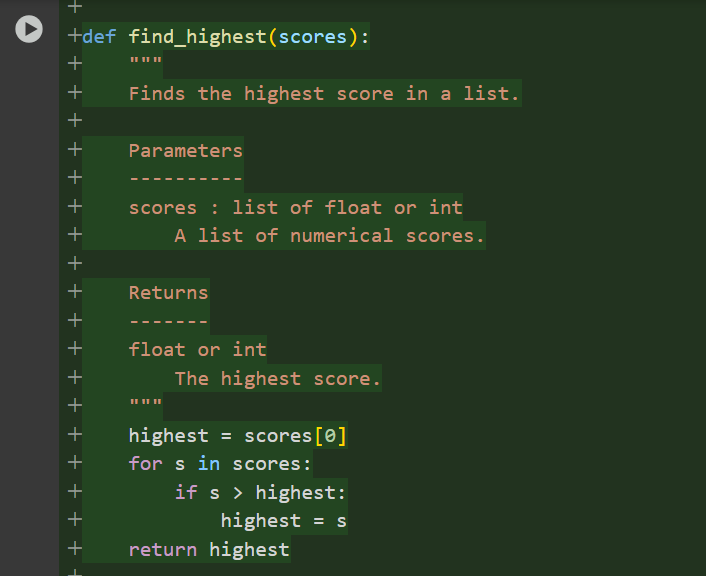 +
+def find_highest(scores):
+    """
+    Finds the highest score in a list.
+
+    Parameters
+    ----------
+    scores : list of float or int
+        A list of numerical scores.
+
+    Returns
+    -------
+    float or int
+        The highest score.
+    """
+    highest = scores[0]
+    for s in scores:
+        if s > highest:
+            highest = s
+    return highest
+